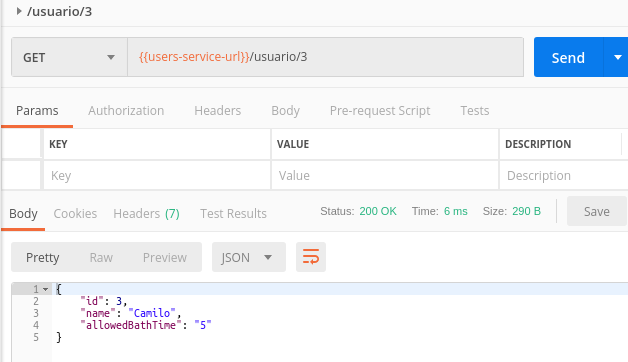 /usuario/3
GET {{users-service-url}}/usuario/3 Send
Params Authorization Headers Body Pre-request Script Tests
KEY VALUE DESCRIPTION
Key Value Description
Body Cookies Headers (7) Test Results Status: 200 OK Time: 6 ms Size: 290 B Save
Pretty Raw Preview JSON
1 {
2 "id": 3,
3 "name": "Camilo",
4 "allowedBathTime": "5"
5 }